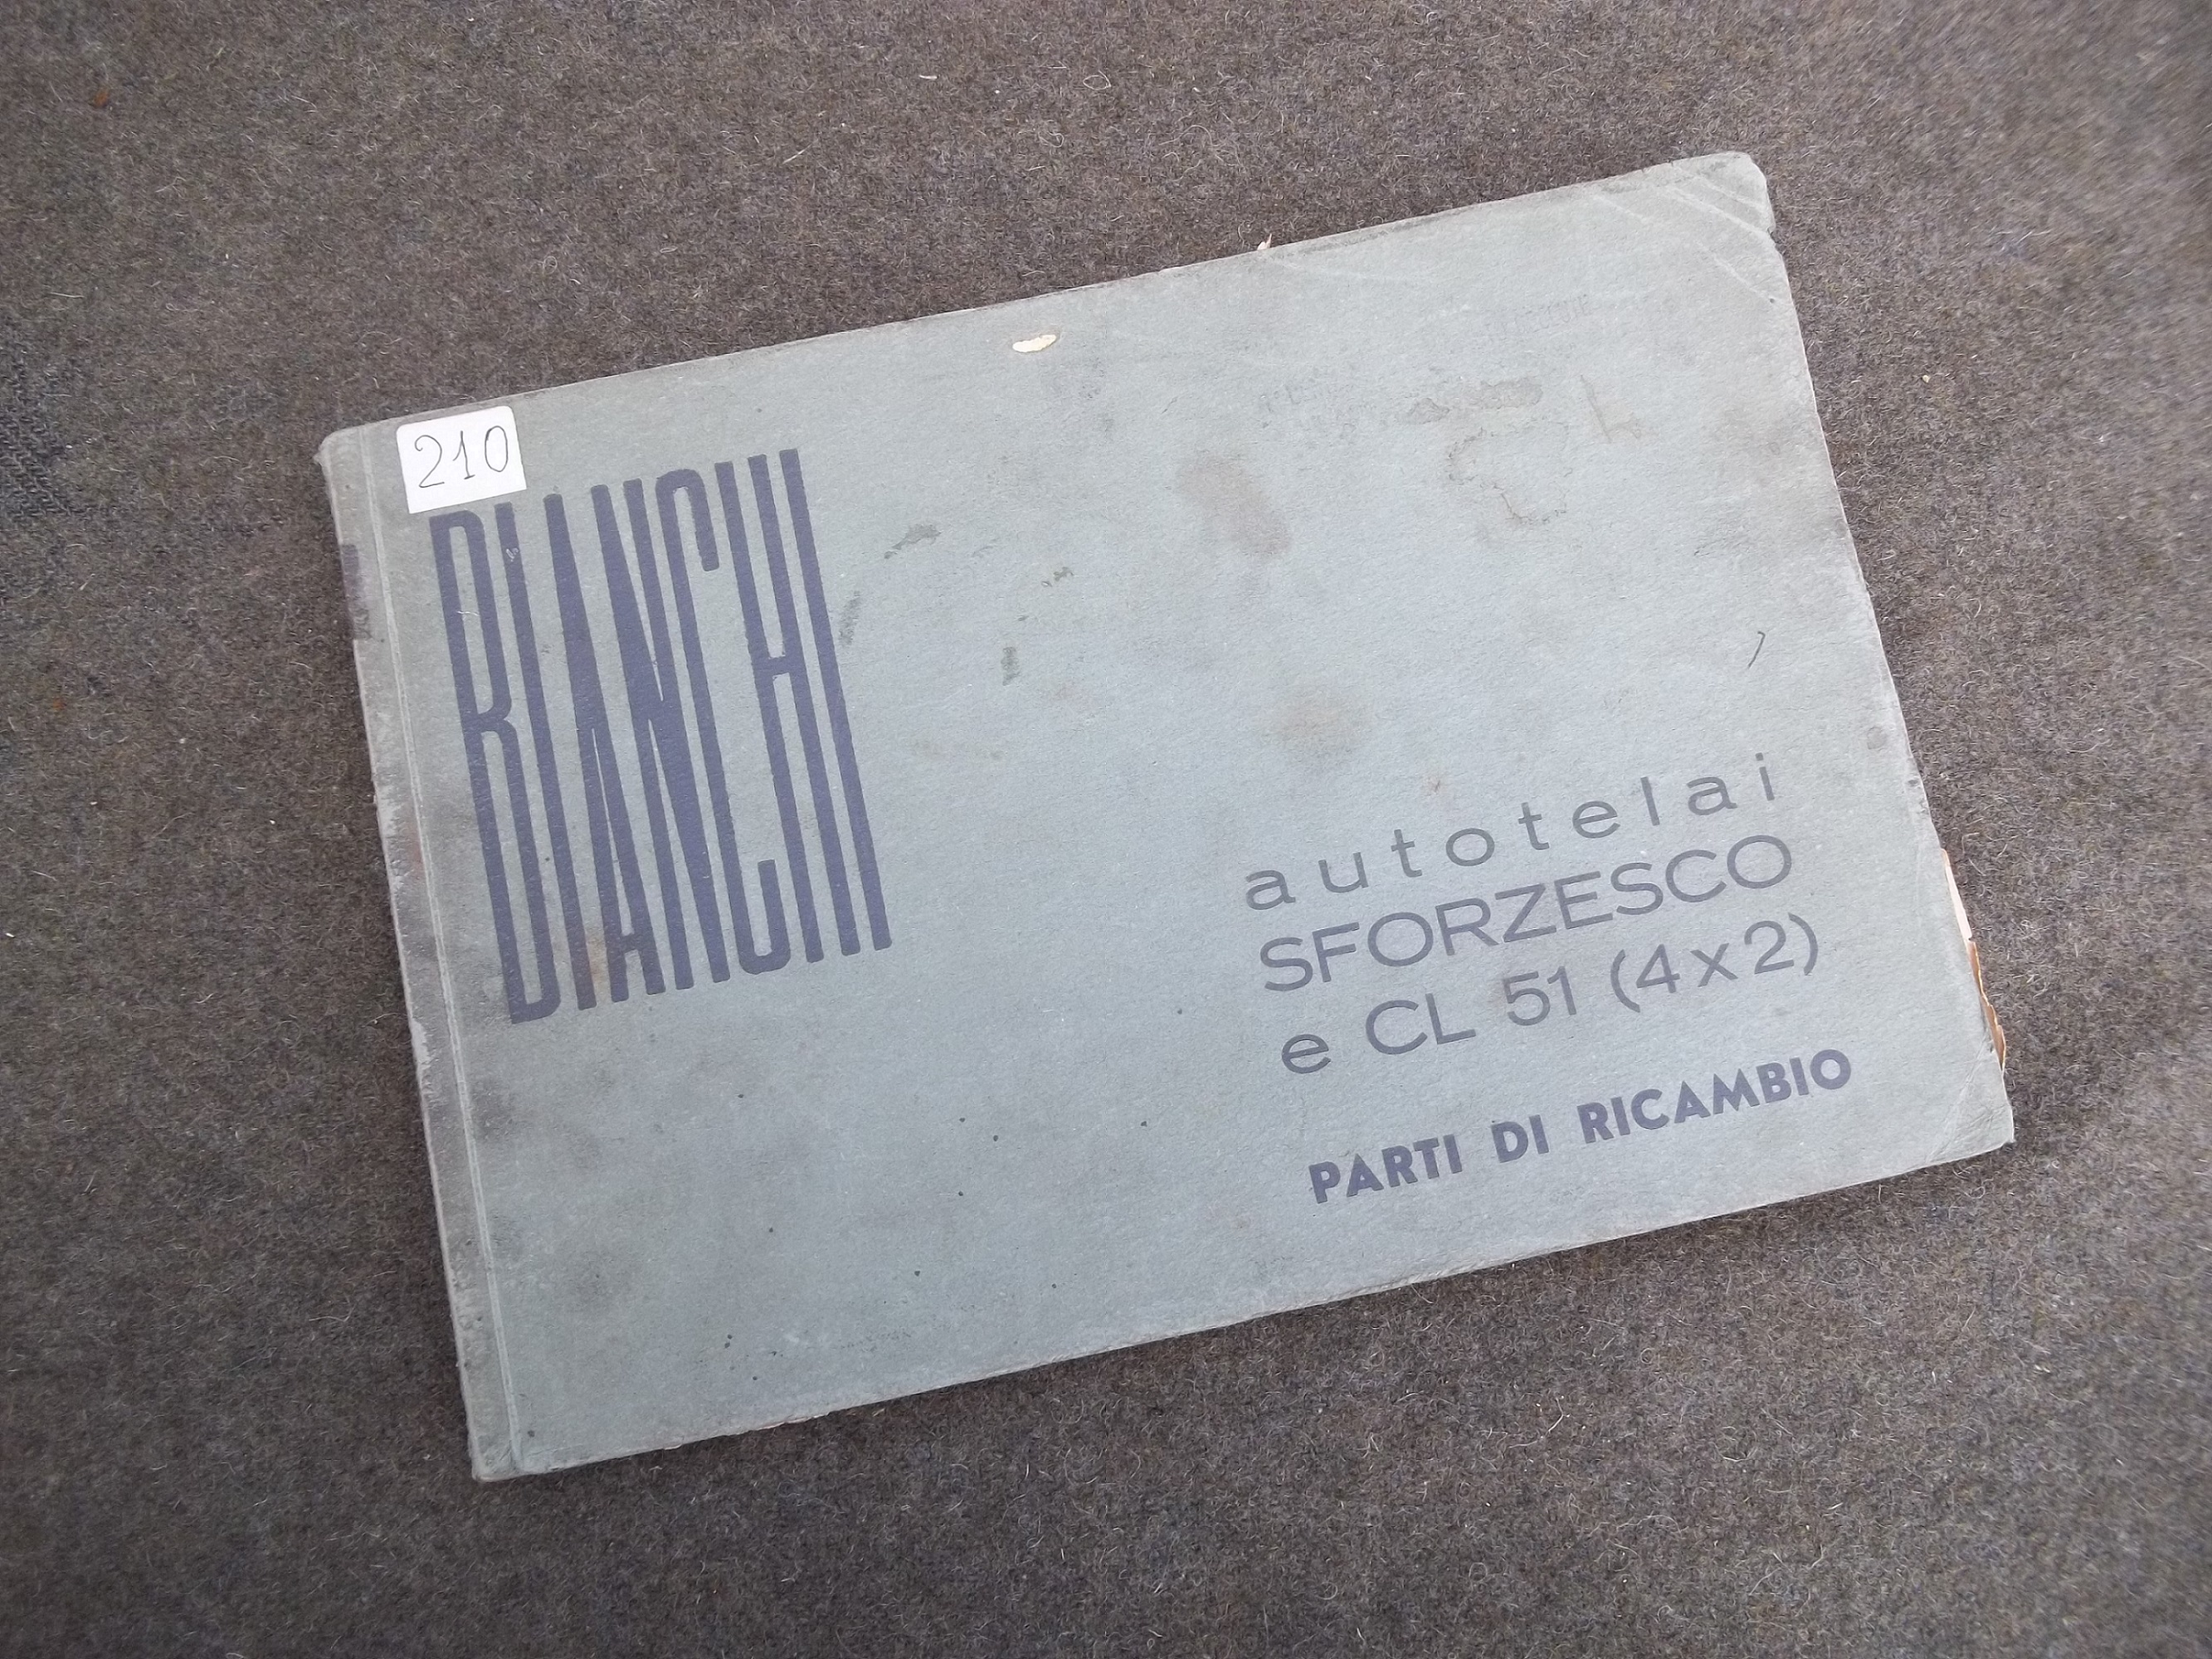 210
BIANCHI
autotelai
SFORZESCO
e CL 51 (4x2)
PARTI DI RICAMBIO